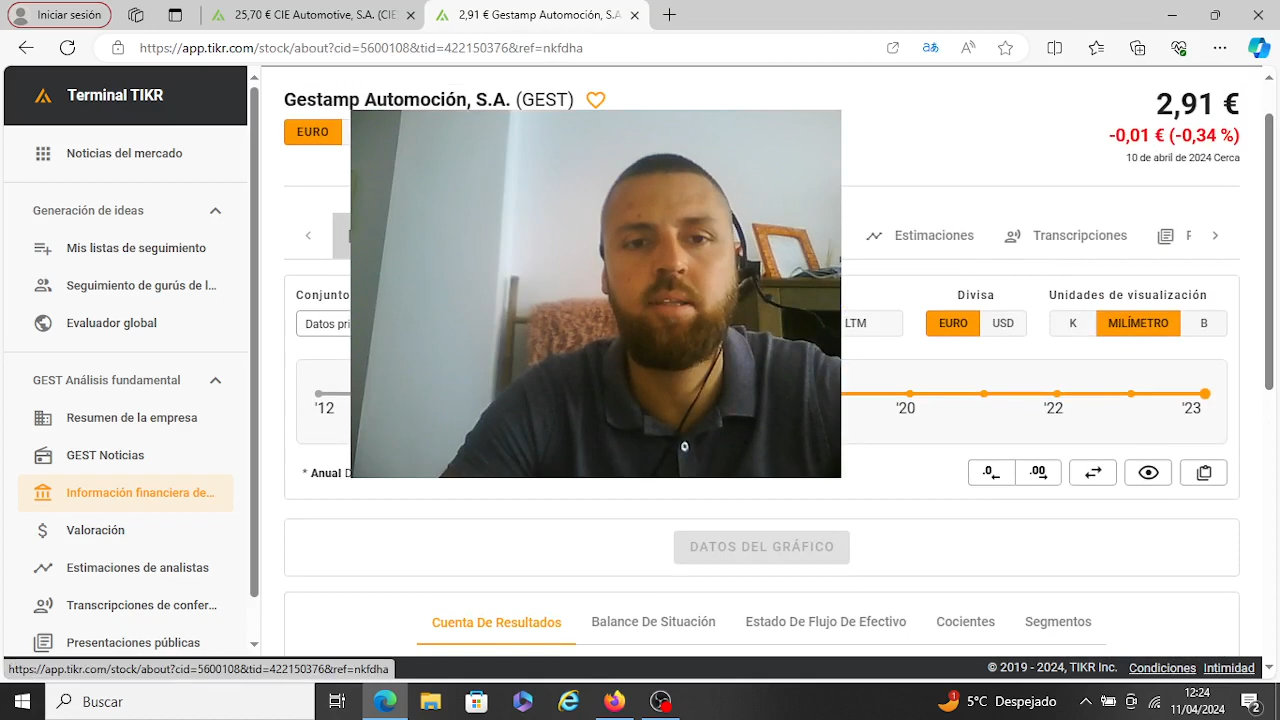 Iniciar sesión
25,70 € CIE Automotive, S.A. (CIE
2,91 € Gestamp Automoción, S.A. (
https://app.tikr.com/stock/about?cid=5600108&tid=422150376&ref=nkfdha
Terminal TIKR
Noticias del mercado
Generación de ideas
Mis listas de seguimiento
Seguimiento de gurús de l...
Evaluador global
GEST Análisis fundamental
Resumen de la empresa
GEST Noticias
Información financiera de...
Valoración
Estimaciones de analistas
Transcripciones de confer...
Presentaciones públicas
Gestamp Automoción, S.A. (GEST)
EURO
2,91 €
-0,01 € (-0,34 %)
10 de abril de 2024 Cerca
Estimaciones
Transcripciones
Conjunto
Datos pri
LTM
Divisa
EURO USD
Unidades de visualización
K MILÍMETRO B
'12 '20 '22 '23
* Anual
.0 .00
DATOS DEL GRÁFICO
Cuenta De Resultados Balance De Situación Estado De Flujo De Efectivo Cocientes Segmentos
https://app.tikr.com/stock/about?cid=5600108&tid=422150376&ref=nkfdha
© 2019 - 2024, TIKR Inc. Condiciones Intimidad
Buscar
1
5°C Despejado
12:24
11/04/2024
2